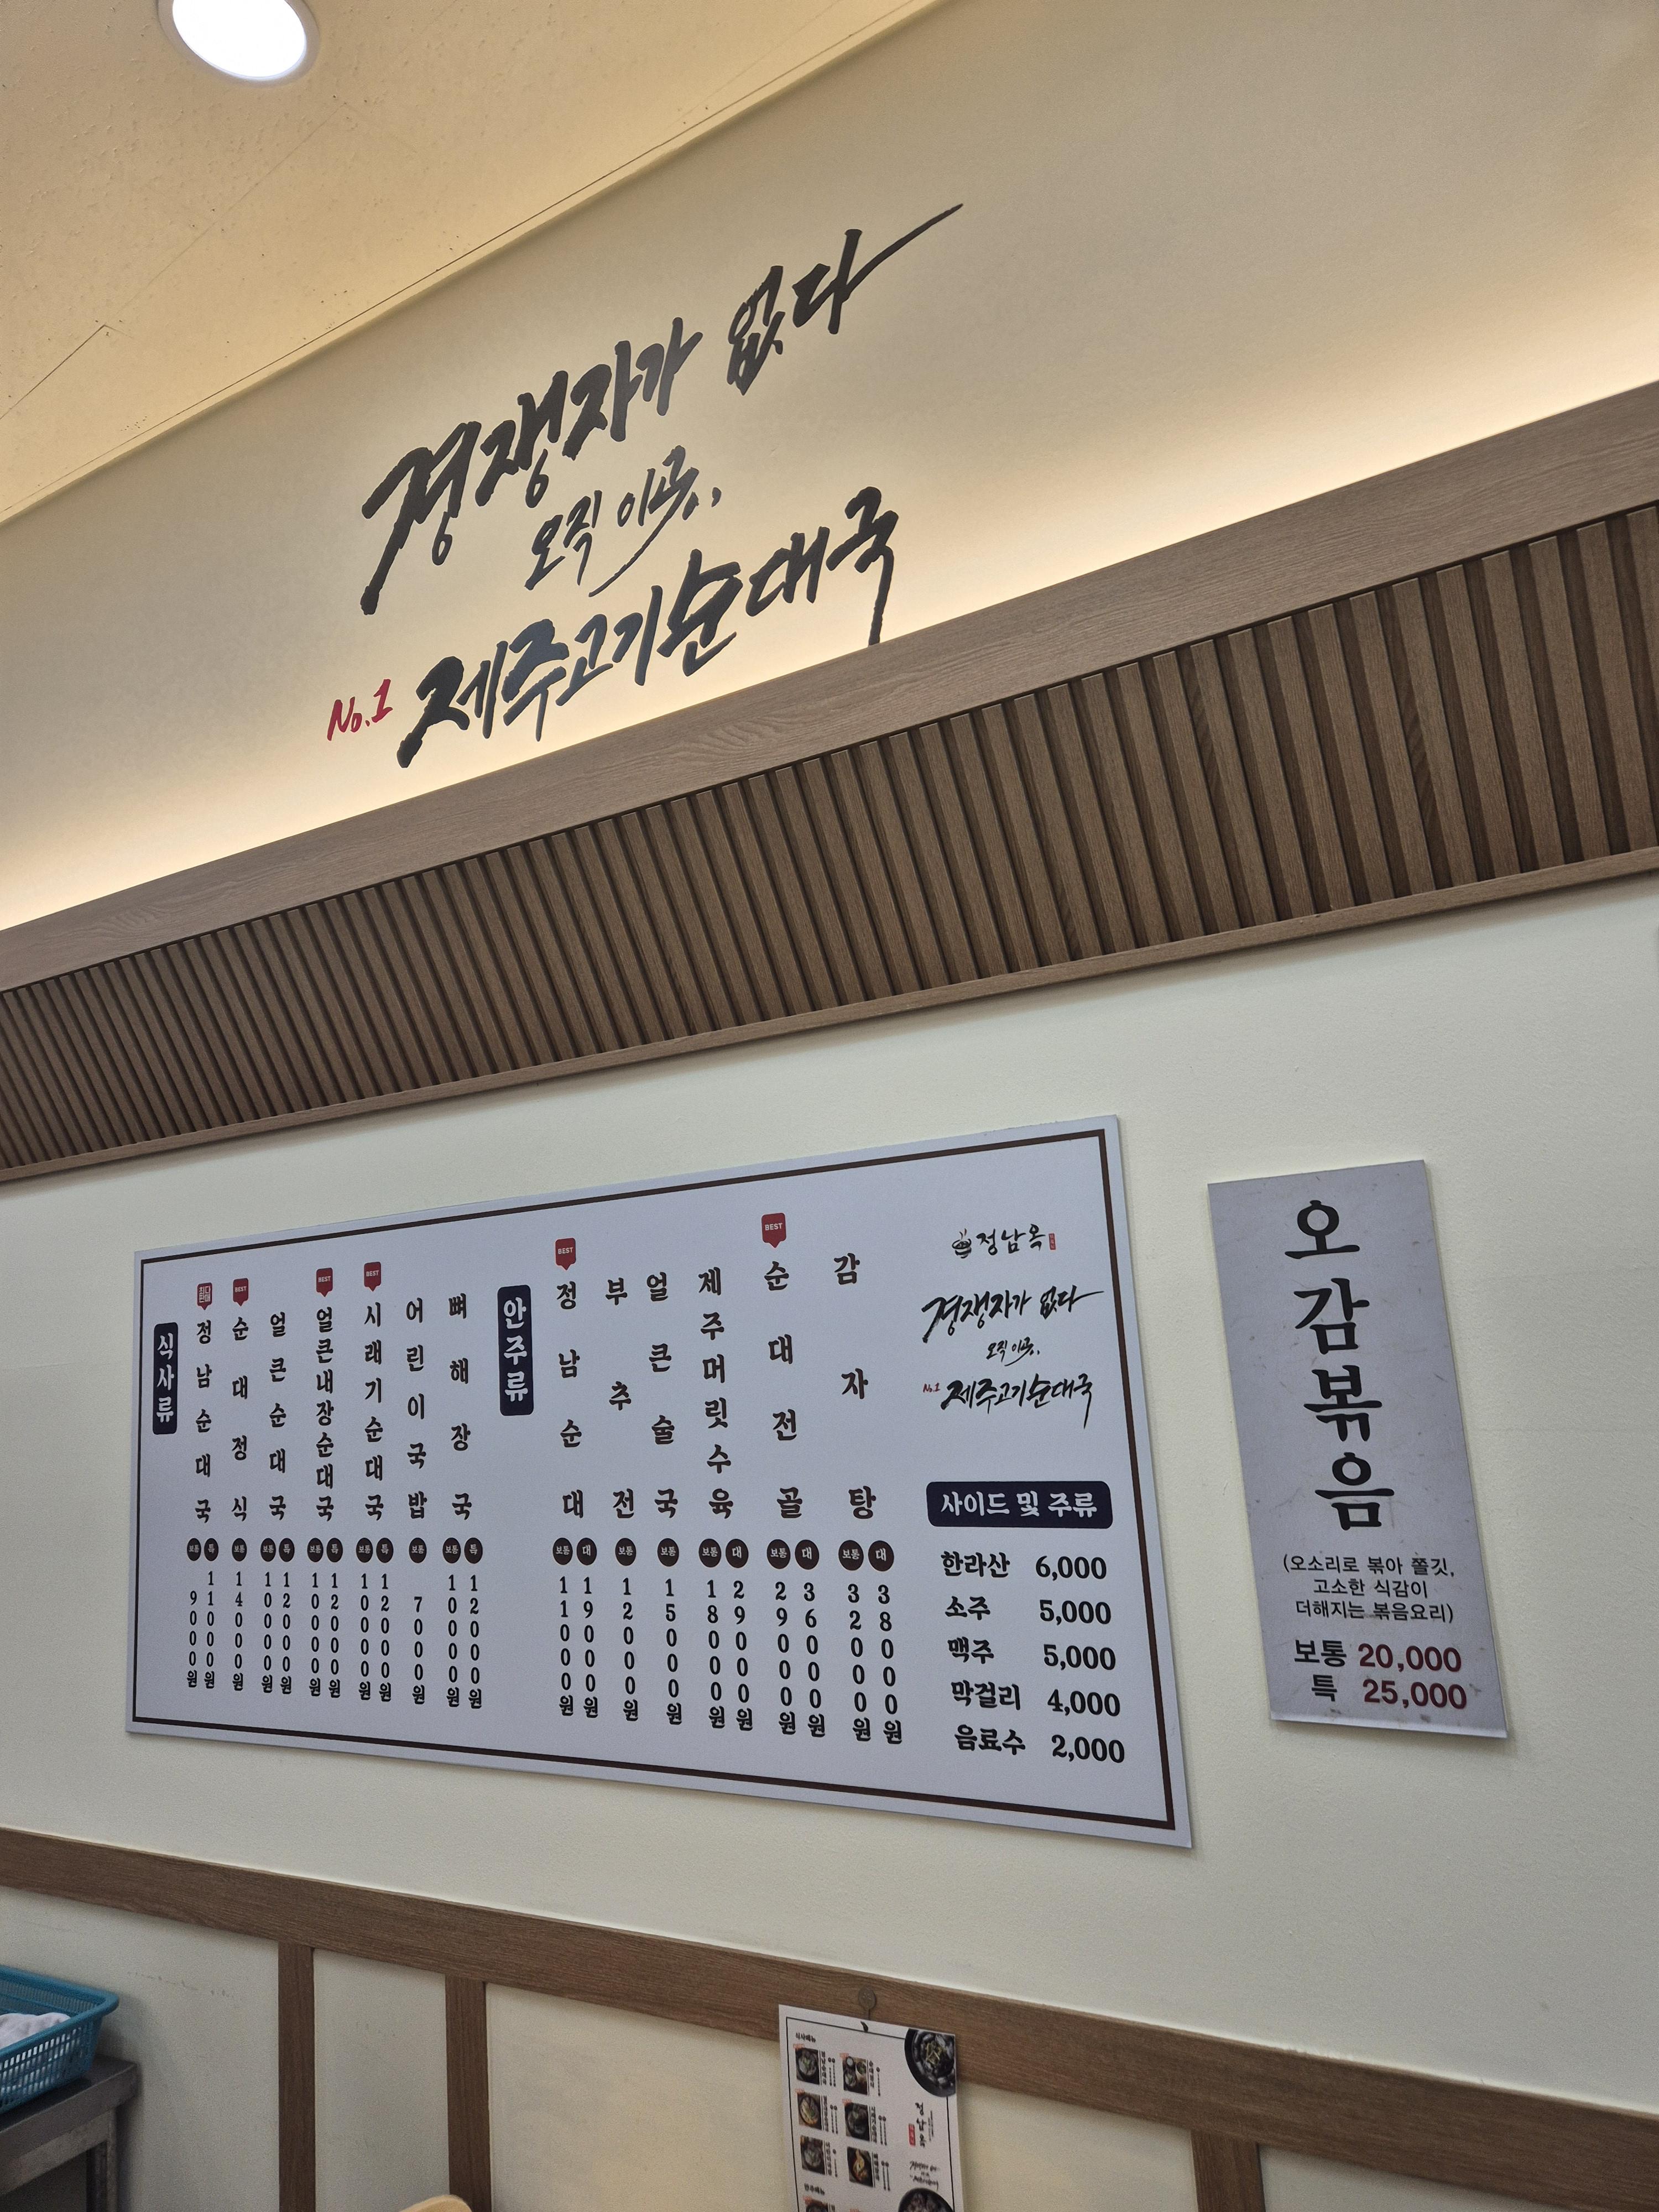 경쟁자가 없다
오직 이곳,
No.1 제주고기순대국
식사류
최다판매
정남순대국
보통 9000원
특 11000원
BEST
순대정식
보통 14000원
얼큰순대국
보통 10000원
특 12000원
BEST
얼큰내장순대국
보통 10000원
특 12000원
BEST
시래기순대국
보통 10000원
특 12000원
어린이국밥
보통 7000원
뼈해장국
보통 10000원
특 12000원
안주류
BEST
정남순대
보통 11000원
대 19000원
부추전
보통 12000원
얼큰술국
보통 15000원
제주머릿수육
보통 18000원
대 29000원
BEST
순대전골
보통 29000원
대 36000원
감자탕
보통 32000원
대 38000원
정남옥
경쟁자가 없다
오직 이곳,
No.1 제주고기순대국
사이드 및 주류
한라산 6,000
소주 5,000
맥주 5,000
막걸리 4,000
음료수 2,000
오감볶음
(오소리로 볶아 쫄깃,
고소한 식감이
더해지는 볶음요리)
보통 20,000
특 25,000